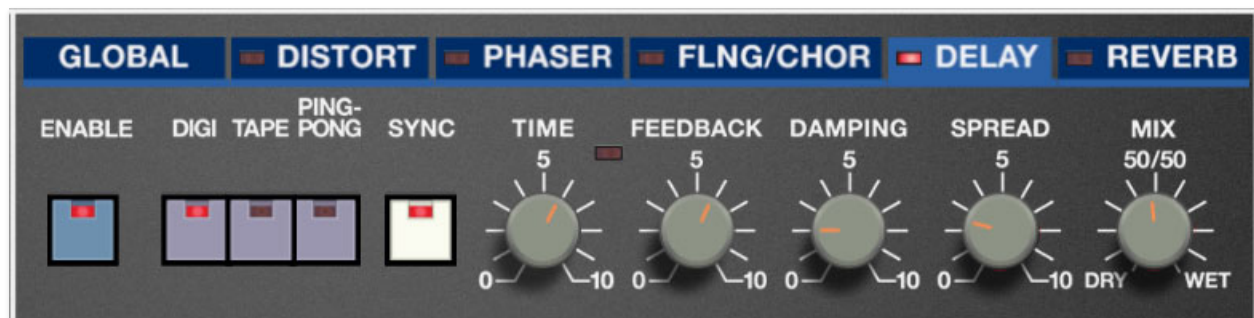 GLOBAL DISTORT PHASER FLNG/CHOR DELAY REVERB
ENABLE DIGI TAPE PING-PONG SYNC TIME FEEDBACK DAMPING SPREAD MIX
5 5 5 5 50/50
0 10 0 10 0 10 0 10 DRY WET